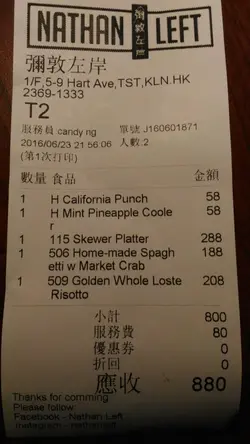 NATHAN 彌敦左岸 LEFT
彌敦左岸
1/F,5-9 Hart Ave,TST,KLN.HK
2369-1333
T2
服務員 candy ng 單號 J160601871
2016/06/23 21 56:06 人數.2
(第1次打印)
數量 食品 金額
1 H California Punch 58
1 H Mint Pineapple Coole 58
r
1 115 Skewer Platter 288
1 506 Home-made Spagh 188
etti w Market Crab
1 509 Golden Whole Loste 208
Risotto
小計 800
服務費 80
優惠券 0
折回 0
應收 880
Thanks for comming
Please follow:
Facebook - Nathan Left
Instagram - nathanleft